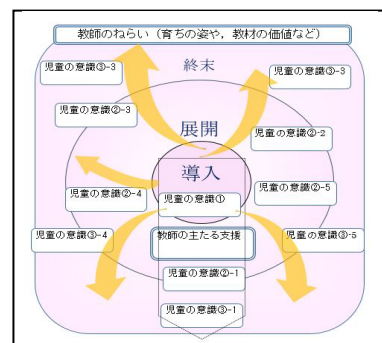 教師のねらい（育ちの姿や，教材の価値など）
児童の意識③-3
終末
児童の意識③-3
児童の意識②-3
展開
児童の意識②-2
導入
児童の意識②-4
児童の意識①
児童の意識②-5
児童の意識③-4
教師の主たる支援
児童の意識③-5
児童の意識②-1
児童の意識③-1